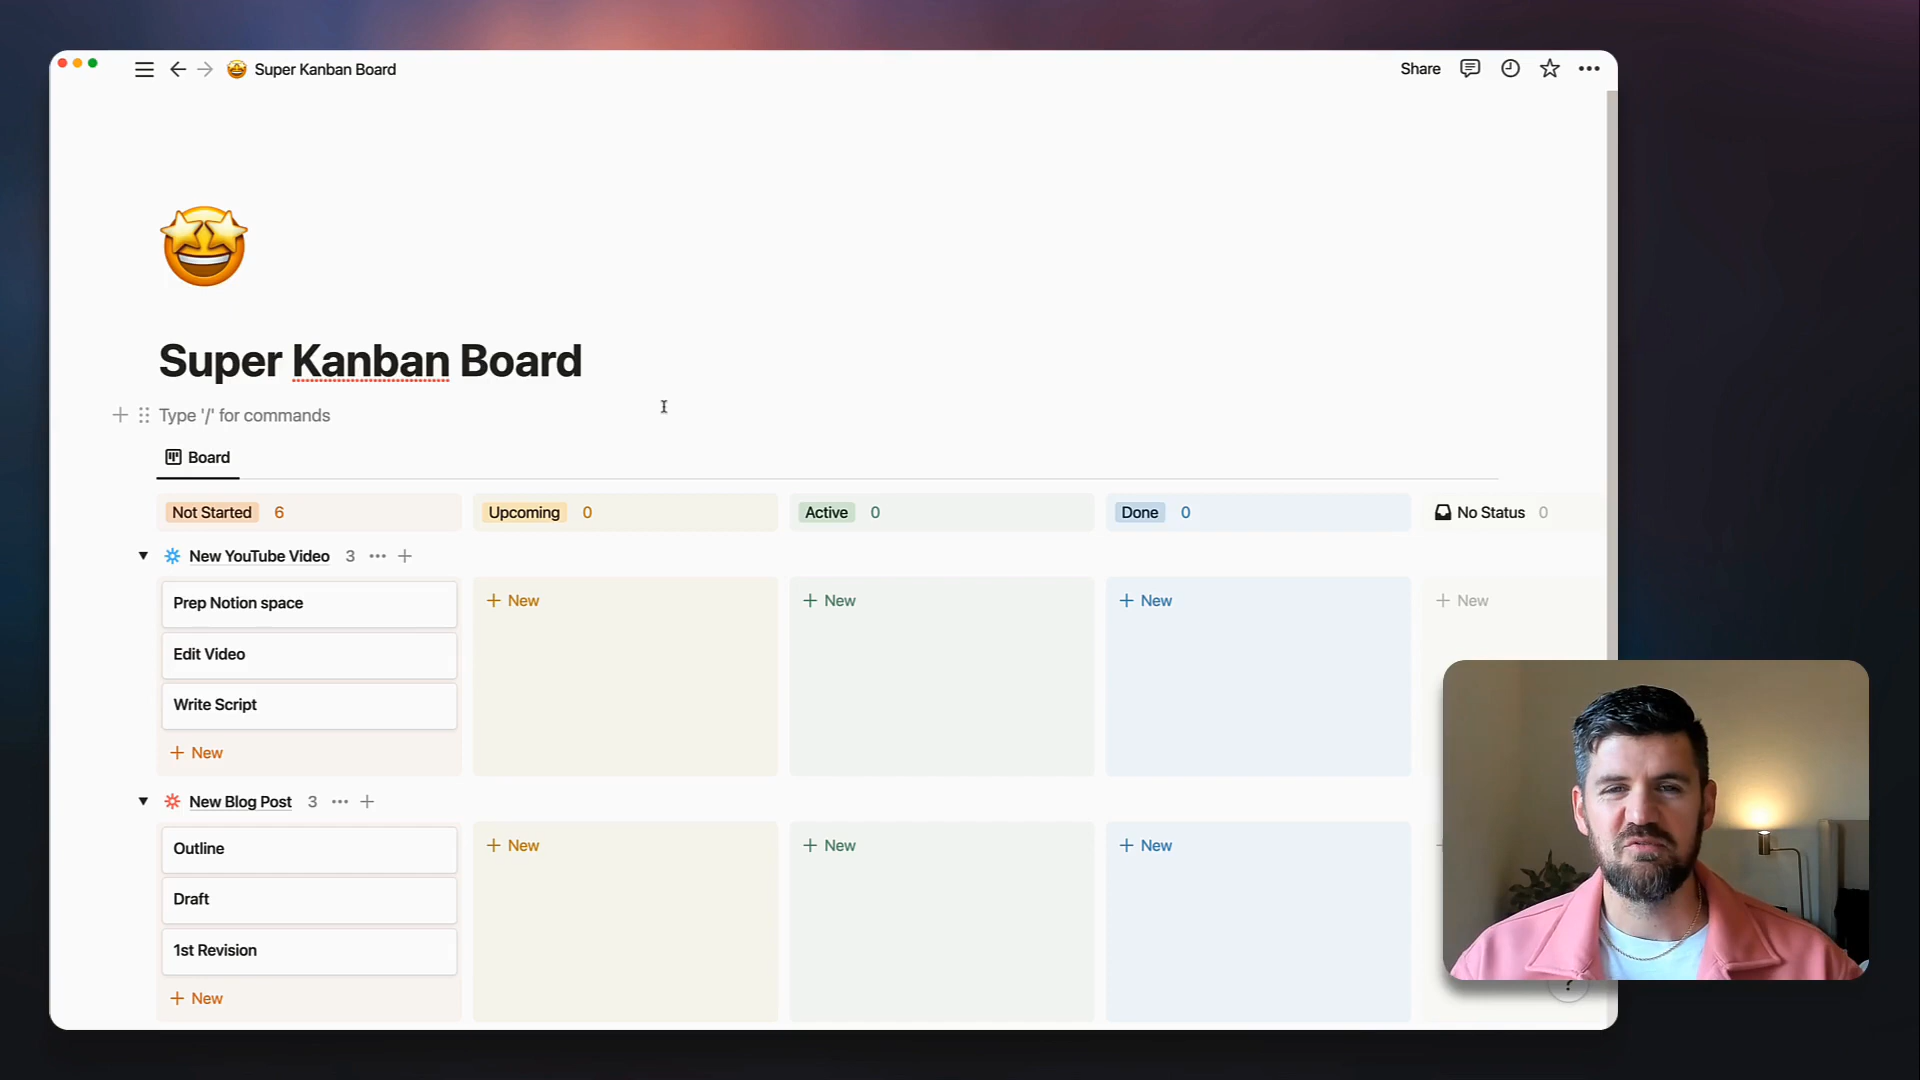 Super Kanban Board
Share
Super Kanban Board
Type '/' for commands
Board
Not Started 6
Upcoming 0
Active 0
Done 0
No Status 0
New YouTube Video 3
Prep Notion space
Edit Video
Write Script
+ New
+ New
+ New
+ New
+ New
New Blog Post 3
Outline
Draft
1st Revision
+ New
+ New
+ New
+ New
?